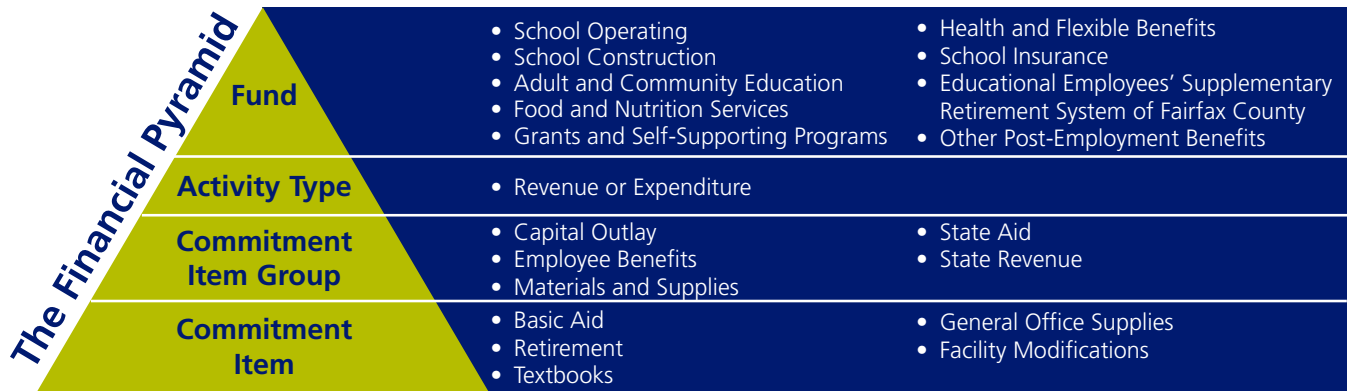 The Financial Pyramid
Fund
• School Operating
• School Construction
• Adult and Community Education
• Food and Nutrition Services
• Grants and Self-Supporting Programs
• Health and Flexible Benefits
• School Insurance
• Educational Employees’ Supplementary
Retirement System of Fairfax County
• Other Post-Employment Benefits
Activity Type
• Revenue or Expenditure
Commitment
Item Group
• Capital Outlay
• Employee Benefits
• Materials and Supplies
• State Aid
• State Revenue
Commitment
Item
• Basic Aid
• Retirement
• Textbooks
• General Office Supplies
• Facility Modifications